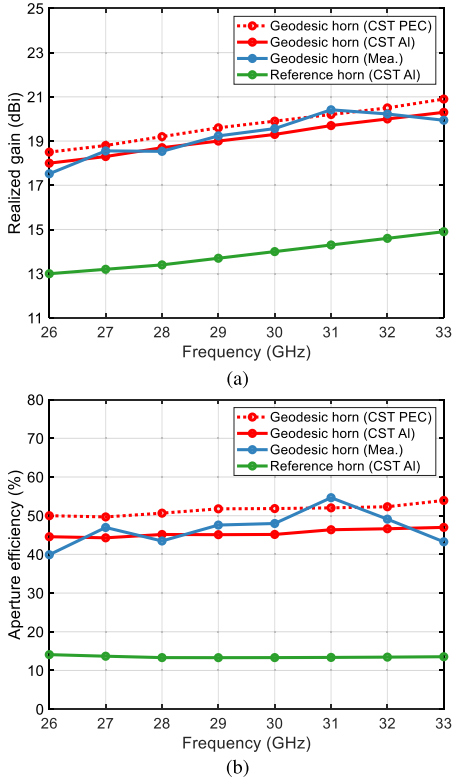 25
23
21
19
17
15
13
11
Realized gain (dBi)
Geodesic horn (CST PEC)
Geodesic horn (CST Al)
Geodesic horn (Mea.)
Reference horn (CST Al)
26 27 28 29 30 31 32 33
Frequency (GHz)
(a)
80
70
60
50
40
30
20
10
0
Aperture efficiency (%)
Geodesic horn (CST PEC)
Geodesic horn (CST Al)
Geodesic horn (Mea.)
Reference horn (CST Al)
26 27 28 29 30 31 32 33
Frequency (GHz)
(b)